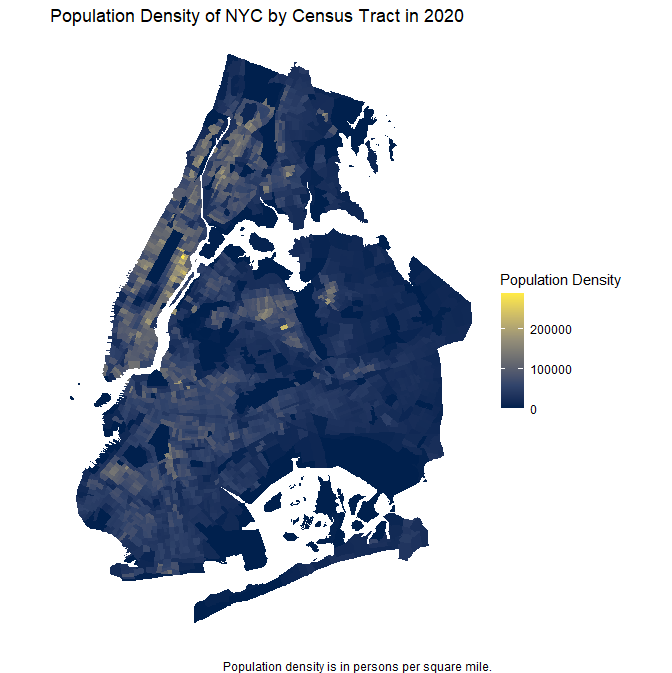 Population Density of NYC by Census Tract in 2020
Population Density
200000
100000
0
Population density is in persons per square mile.